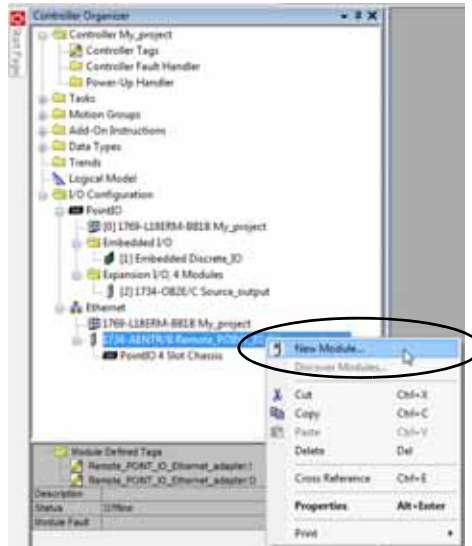 Controller Organizer
Start Page
Controller My_project
Controller Tags
Controller Fault Handler
Power-Up Handler
Tasks
Motion Groups
Add-On Instructions
Data Types
Trends
Logical Model
I/O Configuration
PointIO
[0] 1769-L18ERM-BB1B My_project
Embedded I/O
[1] Embedded Discrete_IO
Expansion I/O, 4 Modules
[2] 1734-OB2E/C Source_output
Ethernet
1769-L18ERM-BB1B My_project
1734-AENTR/B Remote_POINT_IO
PointIO 4 Slot Chassis
New Module...
Discover Modules...
Cut Ctrl+X
Copy Ctrl+C
Paste Ctrl+V
Delete Del
Cross Reference Ctrl+E
Properties Alt+Enter
Print
Module Defined Tags
Remote_POINT_IO_Ethernet_adapter:I
Remote_POINT_IO_Ethernet_adapter:O
Description
Status Offline
Module Fault